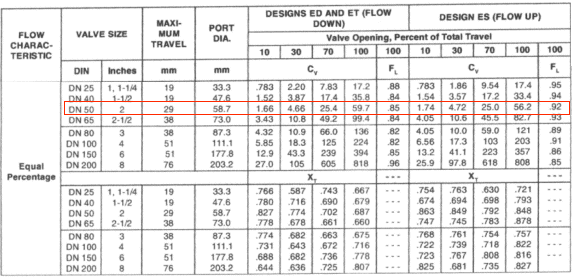 FLOW CHARAC- TERISTIC VALVE SIZE MAXI- MUM TRAVEL PORT DIA. DESIGNS ED AND ET (FLOW DOWN) DESIGN ES (FLOW UP)
Valve Opening, Percent of Total Travel
10 30 70 100 100 10 30 70 100 100
DIN Inches mm mm Cv FL Cv FL
Equal Percentage
DN 25 1, 1-1/4 19 33.3 .783 2.20 7.83 17.2 .88 .783 1.86 9.54 17.4 .95
DN 40 1-1/2 19 47.6 1.52 3.87 17.4 35.8 .84 1.54 3.57 17.2 33.4 .94
DN 50 2 29 58.7 1.66 4.66 25.4 59.7 .85 1.74 4.72 25.0 56.2 .92
DN 65 2-1/2 38 73.0 3.43 10.8 49.2 99.4 .84 4.05 10.6 45.5 82.7 .93
DN 80 3 38 87.3 4.32 10.9 66.0 136 .82 4.05 10.0 59.0 121 .89
DN 100 4 51 111.1 5.85 18.3 125 224 .82 6.56 17.3 103 203 .91
DN 150 6 51 177.8 12.9 43.3 239 394 .85 13.2 41.1 223 357 .86
DN 200 8 76 203.2 27.0 105 605 818 .96 25.9 97.8 618 808 .85
XT - - - XT - - -
DN 25 1, 1-1/4 19 33.3 .766 .587 .743 .667 - - - .754 .763 .630 .721 - - -
DN 40 1-1/2 19 47.6 .780 .716 .690 .679 - - - .674 .694 .698 .793 - - -
DN 50 2 29 58.7 .827 .774 .702 .687 - - - .863 .849 .792 .848 - - -
DN 65 2-1/2 38 73.0 .778 .678 .661 .660 - - - .747 .745 .783 .878 - - -
DN 80 3 38 87.3 .774 .682 .663 .675 - - - .768 .761 .754 .757 - - -
DN 100 4 51 111.1 .731 .643 .672 .716 - - - .722 .739 .718 .822 - - -
DN 150 6 51 177.8 .688 .682 .736 .778 - - - .723 .767 .808 .816 - - -
DN 200 8 76 203.2 .644 .636 .725 .807 - - - .825 .681 .735 .827 - - -